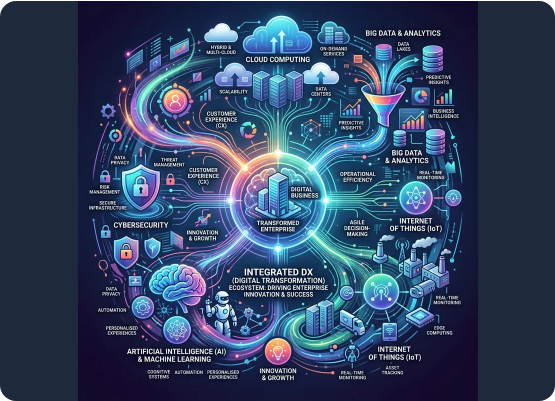 BIG DATA & ANALYTICS
HYBRID &
MULTI-CLOUD
CLOUD COMPUTING
ON-DEMAND
SERVICES
DATA
LAKES
SCALABILITY
DATA
CENTERS
PREDICTIVE
INSIGHTS
BUSINESS
INTELLIGENCE
CUSTOMER
EXPERIENCE
(CX)
PREDICTIVE
INSIGHTS
BIG DATA
& ANALYTICS
DATA
PRIVACY
THREAT
MANAGEMENT
CUSTOMER
EXPERIENCE
(CX)
OPERATIONAL
EFFICIENCY
REAL-TIME
MONITORING
RISK
MANAGEMENT
SECURE
INFRASTRUCTURE
DIGITAL
BUSINESS
TRANSFORMED
ENTERPRISE
CYBERSECURITY
INNOVATION
& GROWTH
AGILE
DECISION-
MAKING
INTERNET
OF THINGS (IoT)
INTEGRATED DX
(DIGITAL TRANSFORMATION)
ECOSYSTEM: DRIVING ENTERPRISE
INNOVATION & SUCCESS
DATA
PRIVACY
AUTOMATION
PERSONALISED
EXPERIENCES
REAL-TIME
MONITORING
EDGE
COMPUTING
ARTIFICIAL INTELLIGENCE (AI)
& MACHINE LEARNING
COGNITIVE
SYSTEMS
AUTOMATION
PERSONALISED
EXPERIENCES
INNOVATION
& GROWTH
INTERNET
OF THINGS (IoT)
REAL-TIME
MONITORING
ASSET
TRACKING